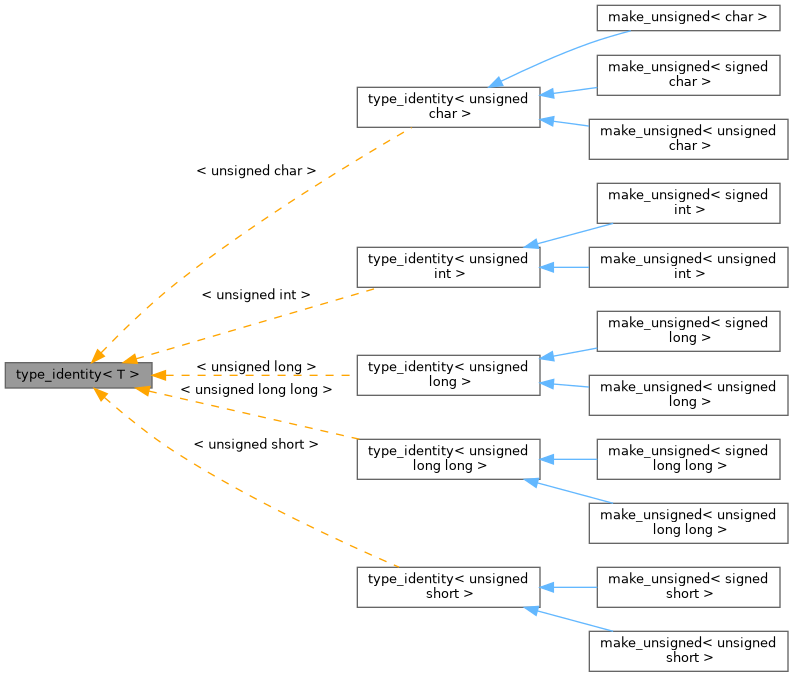 make_unsigned< char >
make_unsigned< signed
char >
type_identity< unsigned
char >
make_unsigned< unsigned
char >
< unsigned char >
make_unsigned< signed
int >
type_identity< unsigned
int >
make_unsigned< unsigned
int >
< unsigned int >
make_unsigned< signed
long >
type_identity< unsigned
long >
< unsigned long >
type_identity< T >
make_unsigned< unsigned
long >
< unsigned long long >
type_identity< unsigned
long long >
make_unsigned< signed
long long >
< unsigned short >
make_unsigned< unsigned
long long >
type_identity< unsigned
short >
make_unsigned< signed
short >
make_unsigned< unsigned
short >